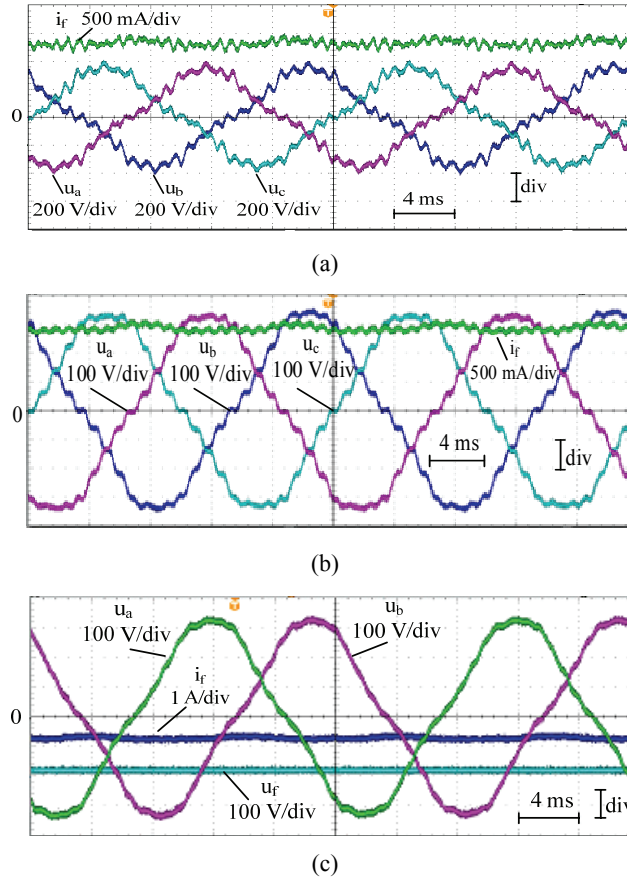 i_f
500 mA/div
0
u_a
u_b
u_c
200 V/div
200 V/div
200 V/div
4 ms
div
(a)
u_a
100 V/div
u_b
100 V/div
u_c
100 V/div
i_f
500 mA/div
0
4 ms
div
(b)
u_a
100 V/div
u_b
100 V/div
i_f
1 A/div
0
u_f
100 V/div
4 ms
div
(c)